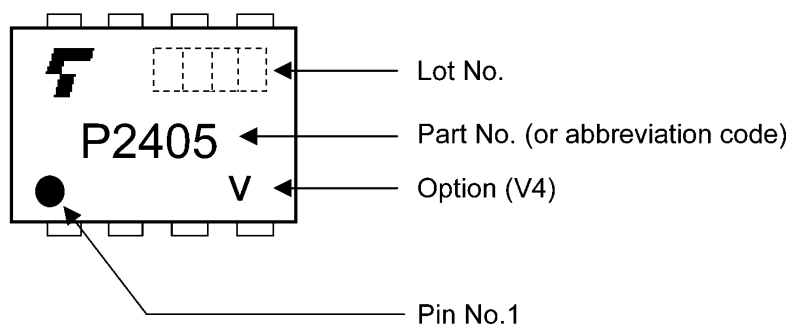 Lot No.
P2405
Part No. (or abbreviation code)
V
Option (V4)
Pin No.1